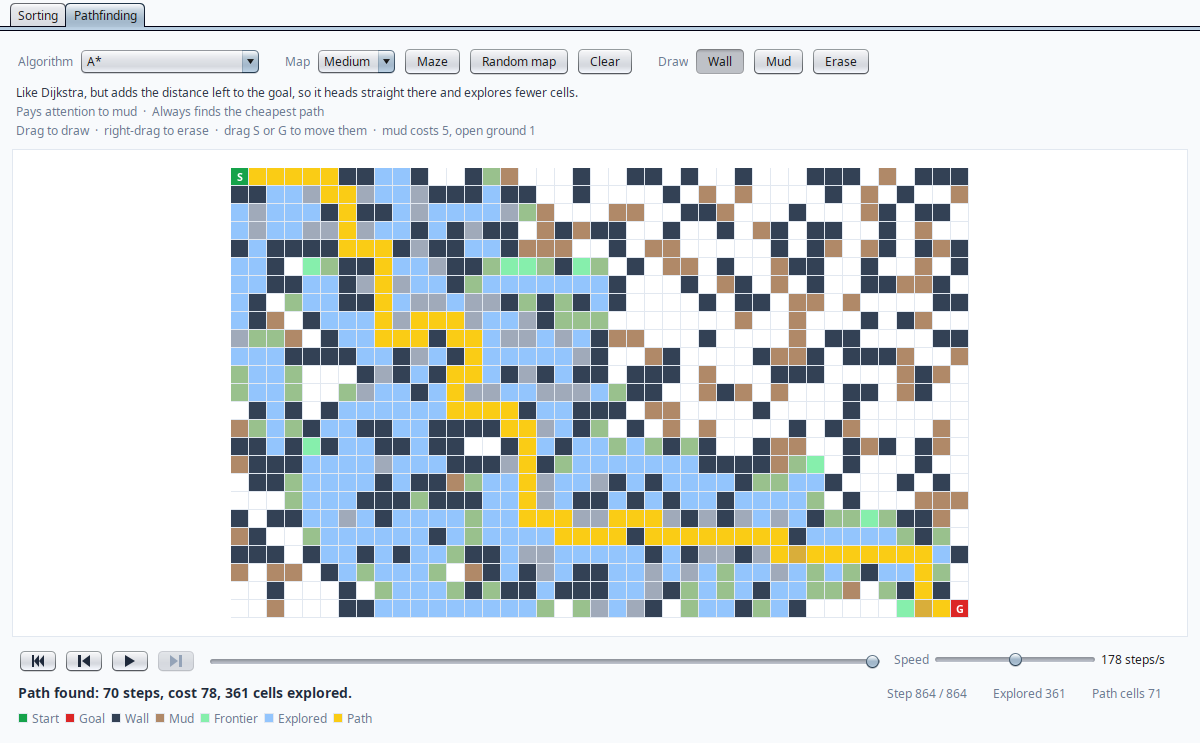 Sorting Pathfinding
Algorithm A* Map Medium Maze Random map Clear Draw Wall Mud Erase
Like Dijkstra, but adds the distance left to the goal, so it heads straight there and explores fewer cells.
Pays attention to mud · Always finds the cheapest path
Drag to draw · right-drag to erase · drag S or G to move them · mud costs 5, open ground 1
S
G
Speed 178 steps/s
Path found: 70 steps, cost 78, 361 cells explored. Step 864 / 864 Explored 361 Path cells 71
Start Goal Wall Mud Frontier Explored Path